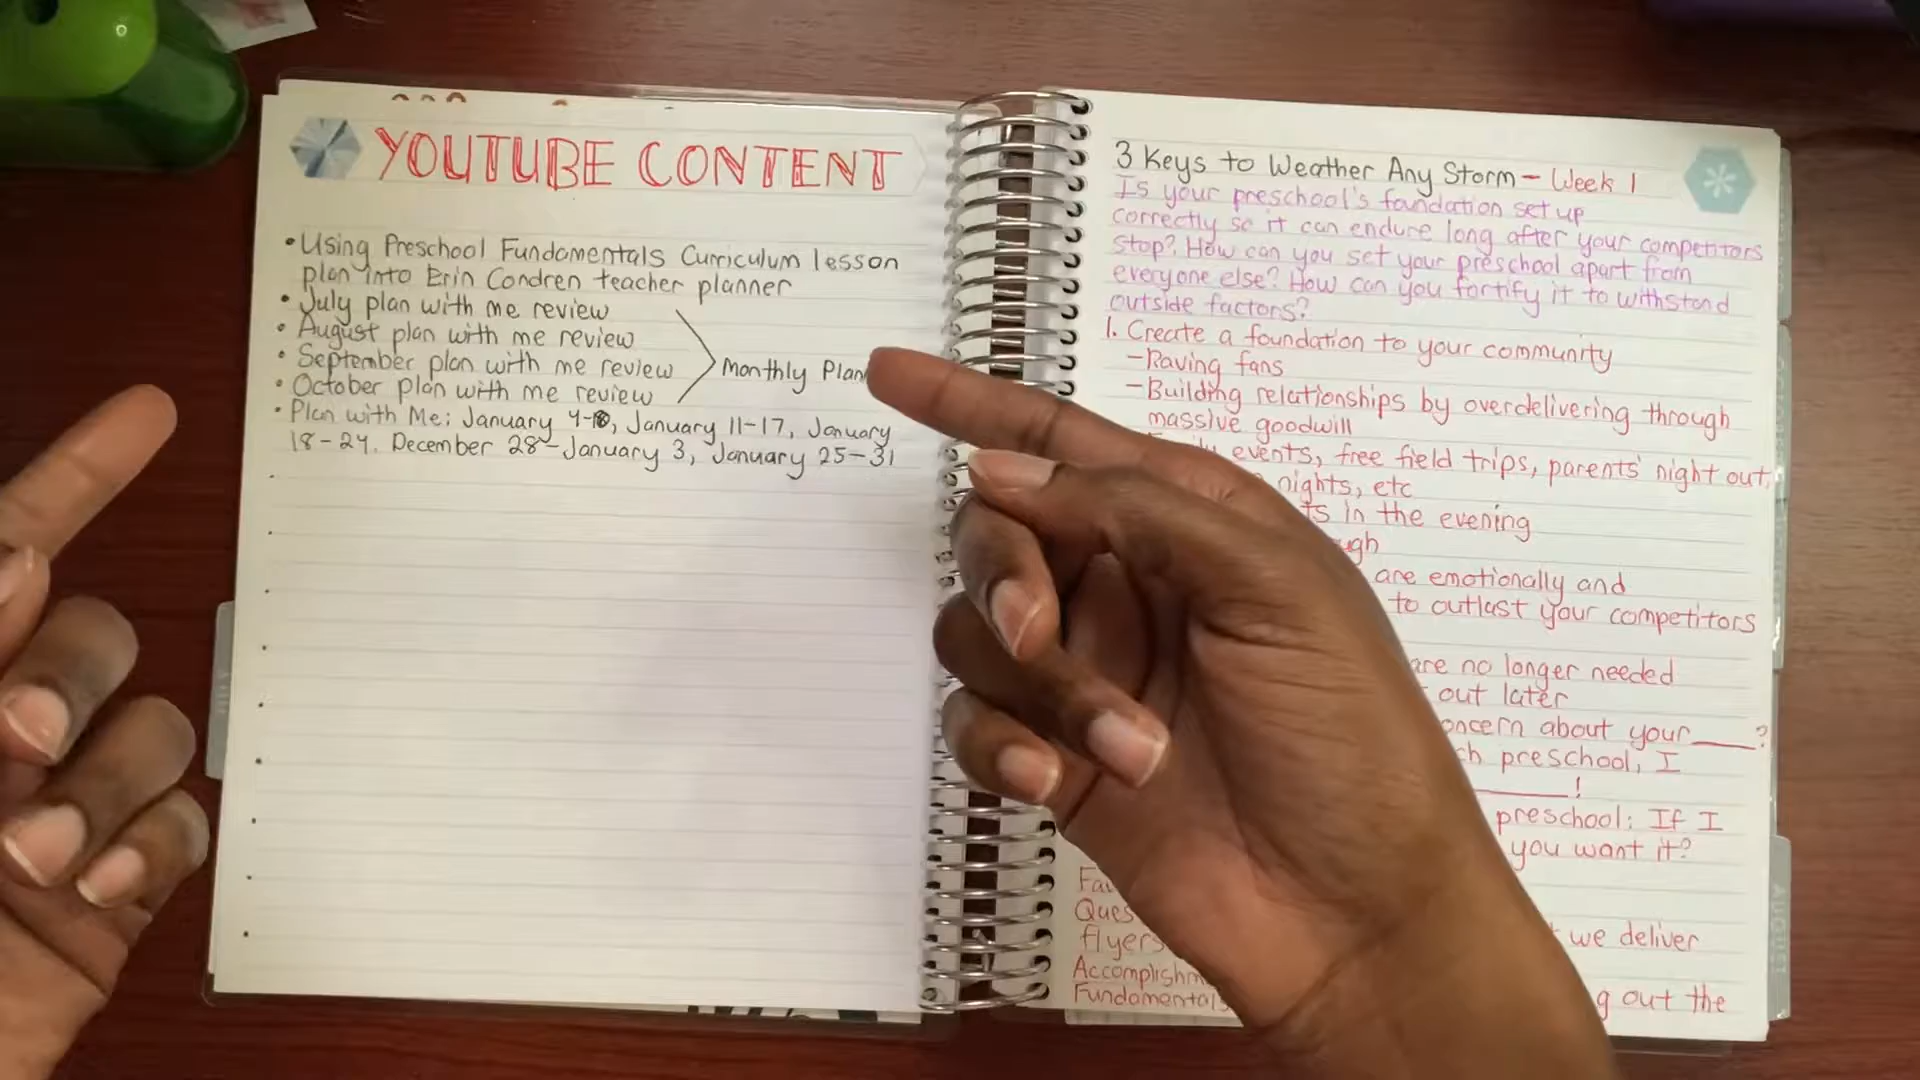 YOUTUBE CONTENT
• Using Preschool Fundamentals Curriculum lesson
plan into Erin Condren teacher planner
• July plan with me review
• August plan with me review
• September plan with me review
• October plan with me review
Monthly Plan
• Plan with Me: January 4-10, January 11-17, January
18-24. December 28-January 3, January 25-31
3 Keys to Weather Any Storm - Week 1
Is your preschool's foundation set up
correctly so it can endure long after your competitors
stop? How can you set your preschool apart from
everyone else? How can you fortify it to withstand
outside factors?
1. Create a foundation to your community
-Raving fans
-Building relationships by overdelivering through
massive goodwill
events, free field trips, parents' night out,
nights, etc
in the evening
are emotionally and
to outlast your competitors
are no longer needed
out later
about your ____?
preschool, I
____!
preschool: If I
you want it?
we deliver
flyers
out the
AUGUST